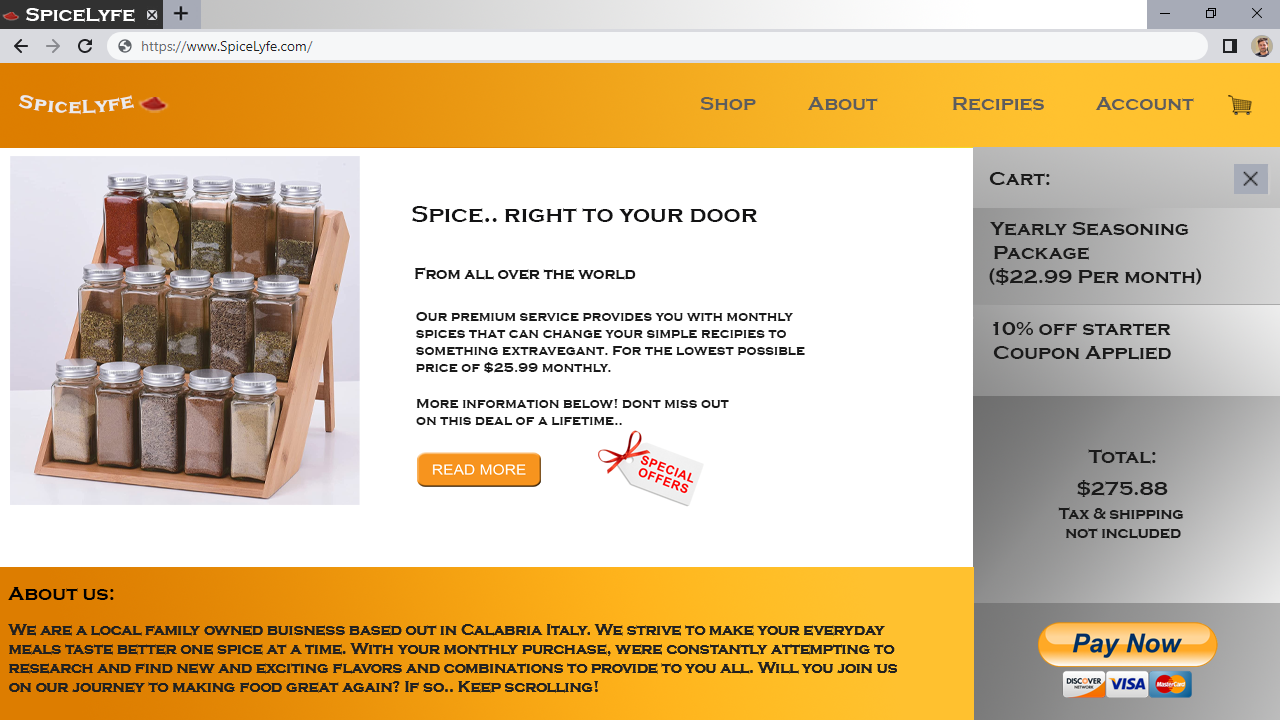 SpiceLyfe
https://www.SpiceLyfe.com/
SpiceLyfe
Shop About Recipies Account
Cart:
Yearly Seasoning
Package
($22.99 Per month)
10% off starter
Coupon Applied
Total:
$275.88
Tax & shipping
not included
Pay Now
DISCOVER NETWORK VISA MasterCard
Spice.. right to your door
From all over the world
Our premium service provides you with monthly
spices that can change your simple recipies to
something extravegant. For the lowest possible
price of $25.99 monthly.
More information below! dont miss out
on this deal of a lifetime..
READ MORE
SPECIAL
OFFERS
About us:
We are a local family owned buisness based out in Calabria Italy. We strive to make your everyday
meals taste better one spice at a time. With your monthly purchase, were constantly attempting to
research and find new and exciting flavors and combinations to provide to you all. Will you join us
on our journey to making food great again? If so.. Keep scrolling!